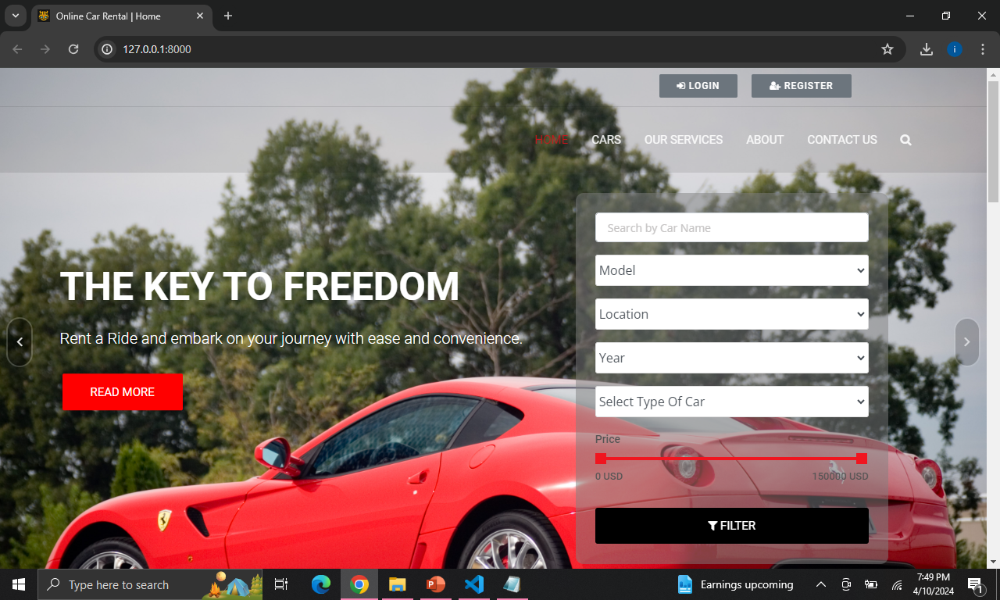 Online Car Rental | Home
127.0.0.1:8000
LOGIN
REGISTER
HOME
CARS
OUR SERVICES
ABOUT
CONTACT US
Search by Car Name
Model
Location
Year
Select Type Of Car
Price
0 USD
150000 USD
FILTER
THE KEY TO FREEDOM
Rent a Ride and embark on your journey with ease and convenience.
READ MORE
Type here to search
Earnings upcoming
7:49 PM
4/10/2024
1